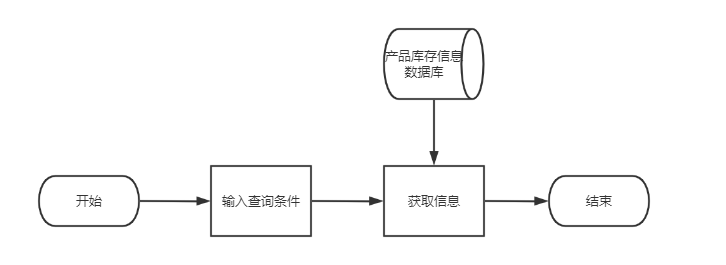 产品库存信息
数据库
开始
输入查询条件
获取信息
结束